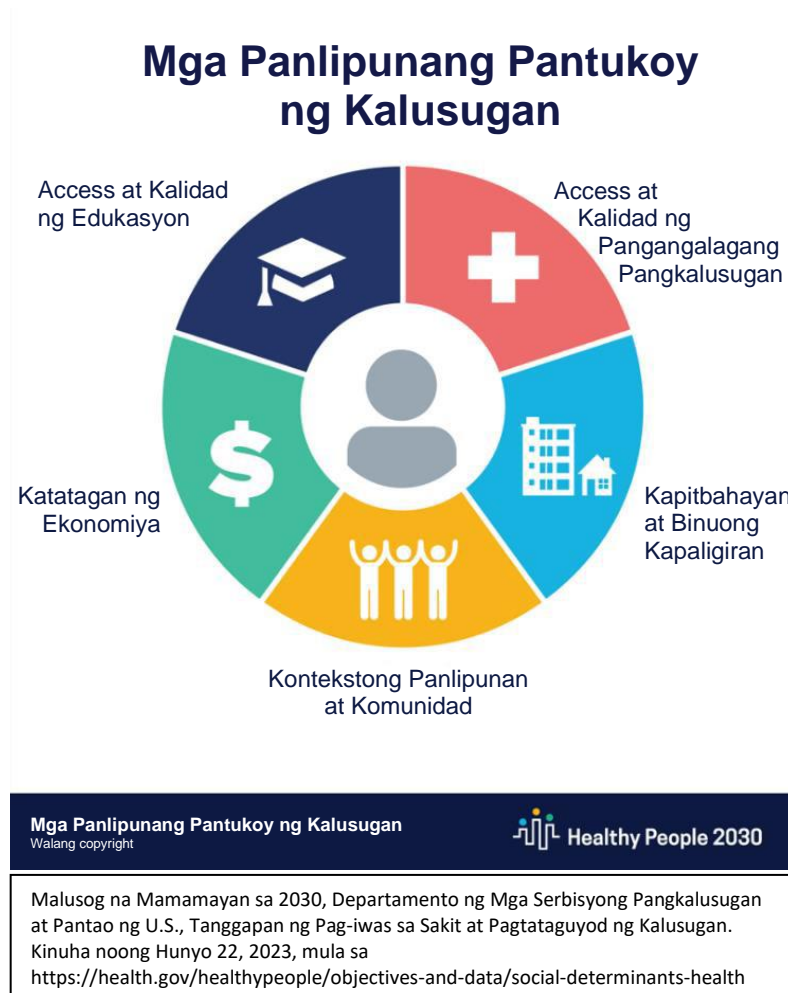 Mga Panlipunang Pantukoy
ng Kalusugan
Access at Kalidad
ng Edukasyon
Access at
Kalidad ng
Pangangalagang
Pangkalusugan
$
Katatagan ng
Ekonomiya
Kapitbahayan
at Binuong
Kapaligiran
Kontekstong Panlipunan
at Komunidad
Mga Panlipunang Pantukoy ng Kalusugan
Walang copyright
Healthy People 2030
Malusog na Mamamayan sa 2030, Departamento ng Mga Serbisyong Pangkalusugan
at Pantao ng U.S., Tanggapan ng Pag-iwas sa Sakit at Pagtataguyod ng Kalusugan.
Kinuha noong Hunyo 22, 2023, mula sa
https://health.gov/healthypeople/objectives-and-data/social-determinants-health